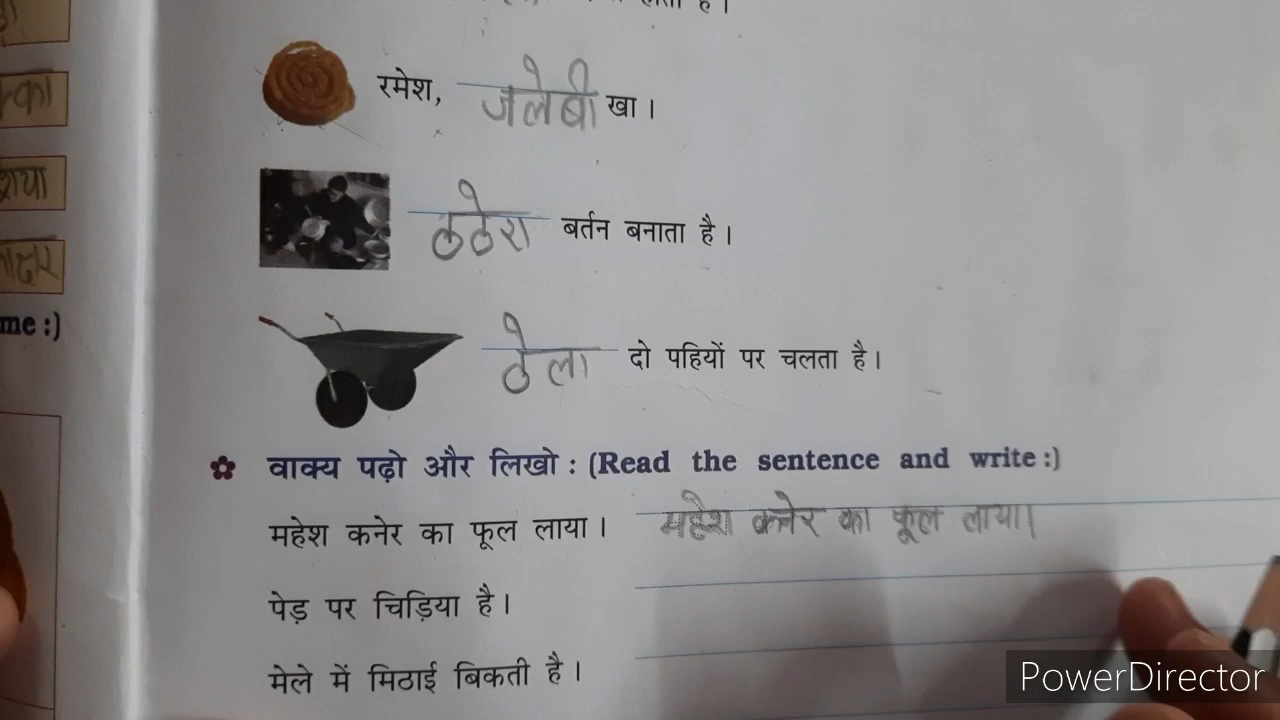 है।
क्का
रमेश, जलेबी खा।
ठठेरा बर्तन बनाता है।
me :)
ठेला दो पहियों पर चलता है।
वाक्य पढ़ो और लिखो : (Read the sentence and write :)
महेश कनेर का फूल लाया। महेश कनेर का फूल लाया।
पेड़ पर चिड़िया है।
मेले में मिठाई बिकती है।
PowerDirector